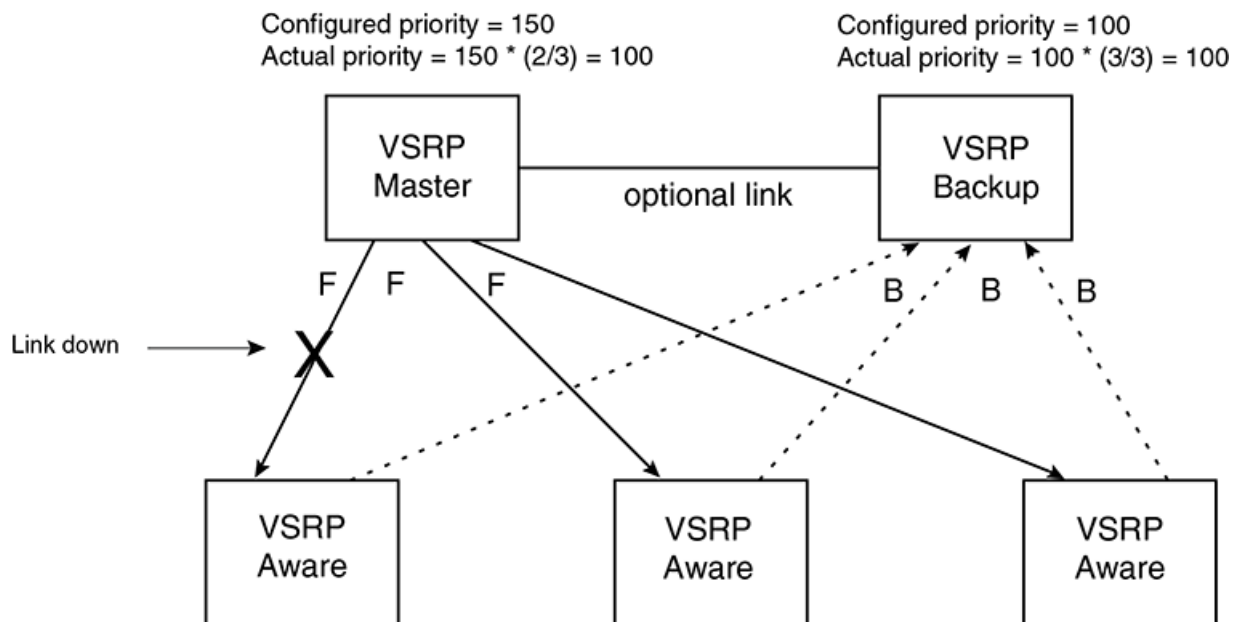 Configured priority = 150
Actual priority = 150 * (2/3) = 100
Configured priority = 100
Actual priority = 100 * (3/3) = 100
VSRP
Master
optional link
VSRP
Backup
F
F
F
B
B
B
Link down
X
VSRP
Aware
VSRP
Aware
VSRP
Aware